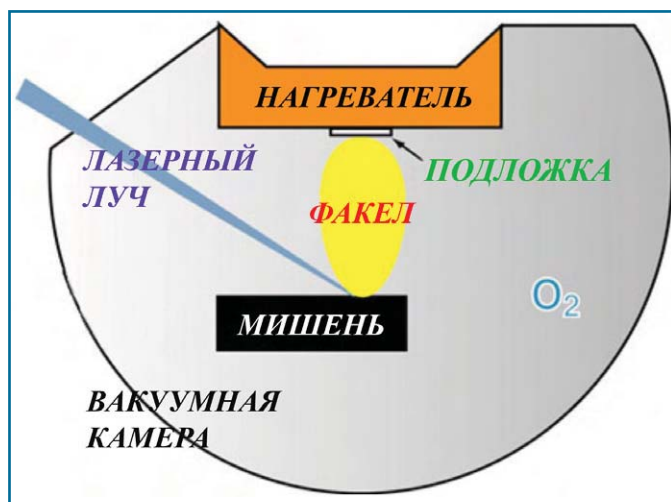 НАГРЕВАТЕЛЬ
ЛАЗЕРНЫЙ
ЛУЧ
ПОДЛОЖКА
ФАКЕЛ
O₂
МИШЕНЬ
ВАКУУМНАЯ
КАМЕРА